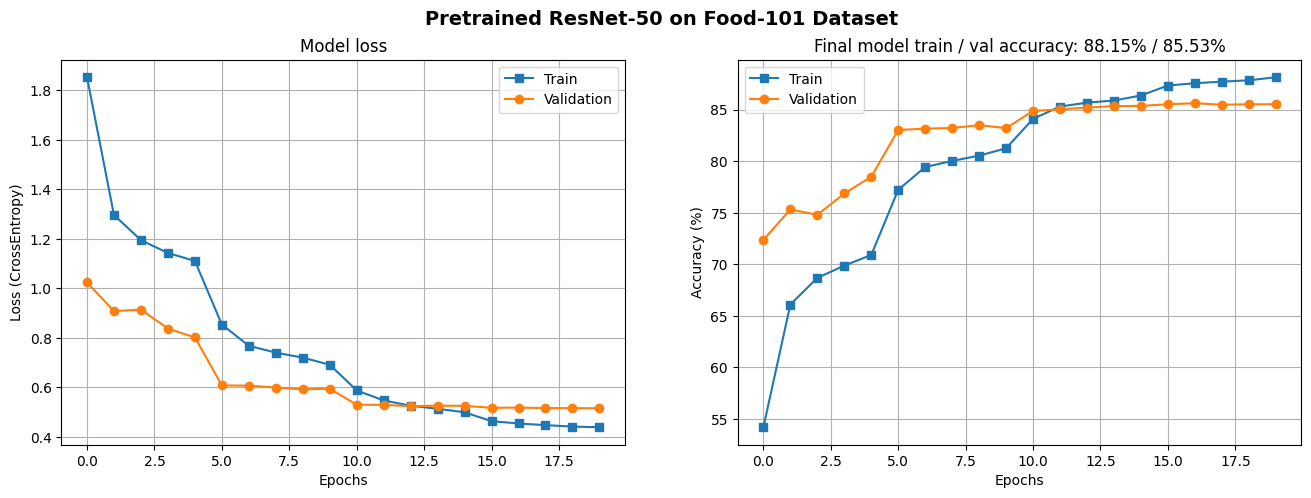 Pretrained ResNet-50 on Food-101 Dataset
Model loss
Train
Validation
Loss (CrossEntropy)
1.8
1.6
1.4
1.2
1.0
0.8
0.6
0.4
0.0 2.5 5.0 7.5 10.0 12.5 15.0 17.5
Epochs
Final model train / val accuracy: 88.15% / 85.53%
Train
Validation
Accuracy (%)
85
80
75
70
65
60
55
0.0 2.5 5.0 7.5 10.0 12.5 15.0 17.5
Epochs